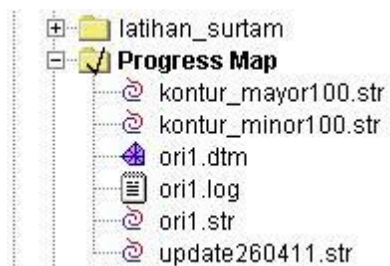 latihan_surtam
Progress Map
kontur_mayor100.str
kontur_minor100.str
ori1.dtm
ori1.log
ori1.str
update260411.str